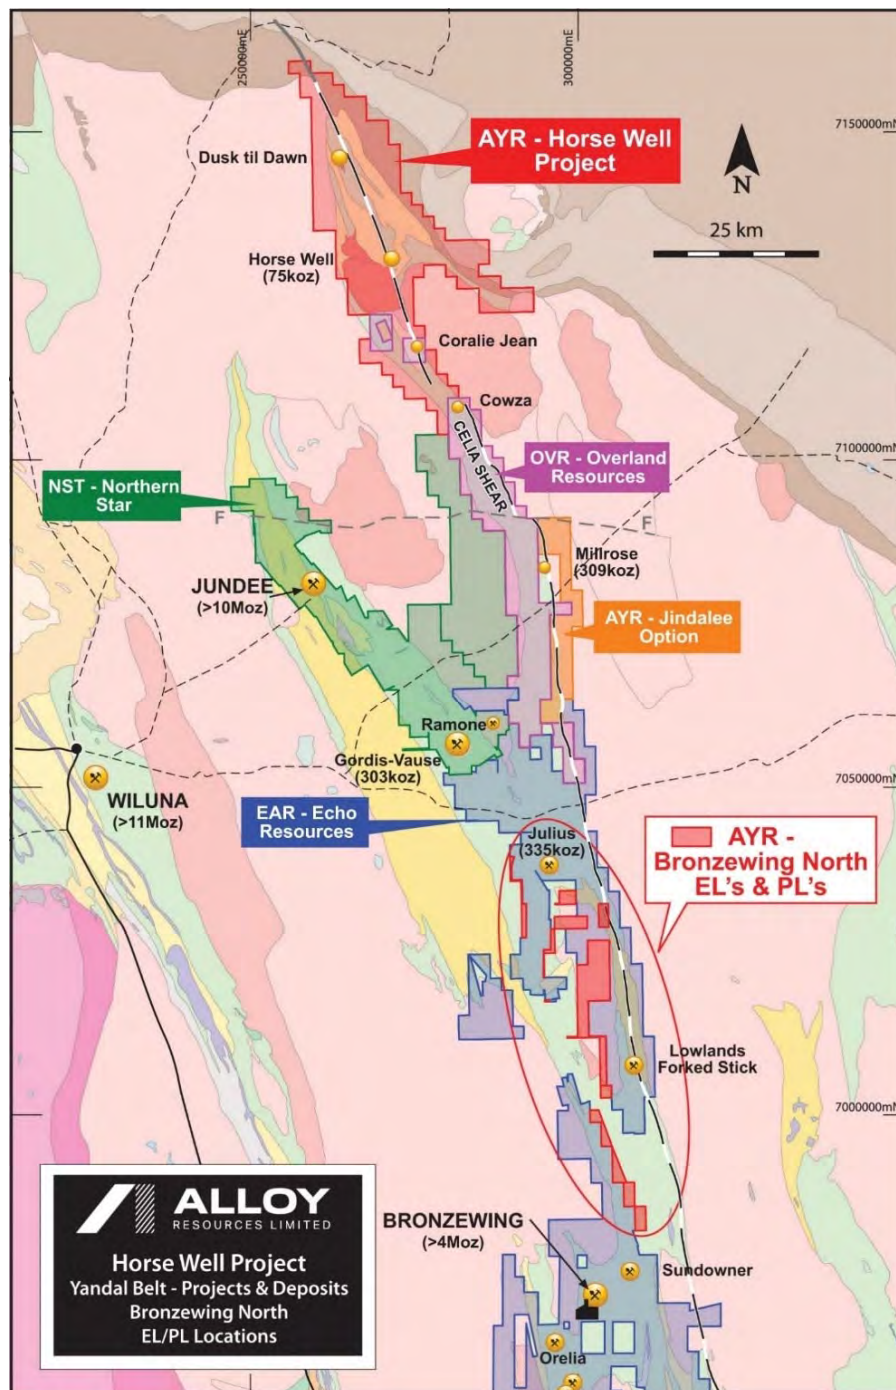 250000mE
300000mE
7150000mN
AYR - Horse Well
Project
N
25 km
Dusk til Dawn
Horse Well
(75koz)
Coralie Jean
Cowza
CELIA SHEAR
7100000mN
OVR - Overland
Resources
NST - Northern
Star
F
F
Millrose
(309koz)
JUNDEE
(>10Moz)
AYR - Jindalee
Option
Ramone
Gordis-Vause
(303koz)
WILUNA
(>11Moz)
7050000mN
EAR - Echo
Resources
Julius
(335koz)
AYR -
Bronzewing North
EL's & PL's
Lowlands
Forked Stick
7000000mN
BRONZEWING
(>4Moz)
Sundowner
Orelia
ALLOY
RESOURCES LIMITED
Horse Well Project
Yandal Belt - Projects & Deposits
Bronzewing North
EL/PL Locations